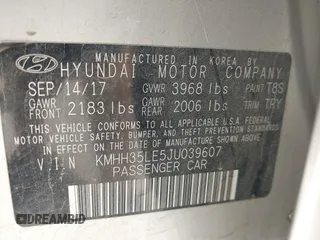 MANUFACTURED IN KOREA BY
HYUNDAI MOTOR COMPANY
SEP/14/17 GVWR 3968 lbs PAINT T8S
GAWR FRONT 2183 lbs GAWR REAR 2006 lbs TRIM TRY
THIS VEHICLE CONFORMS TO ALL APPLICABLE U.S.A. FEDERAL
MOTOR VEHICLE SAFETY, BUMPER, AND THEFT PREVENTION
STANDARDS IN EFFECT ON THE DATE OF MANUFACTURE SHOWN ABOVE.
V I N KMHH35LE5JU039607
PASSENGER CAR
DREAMBID